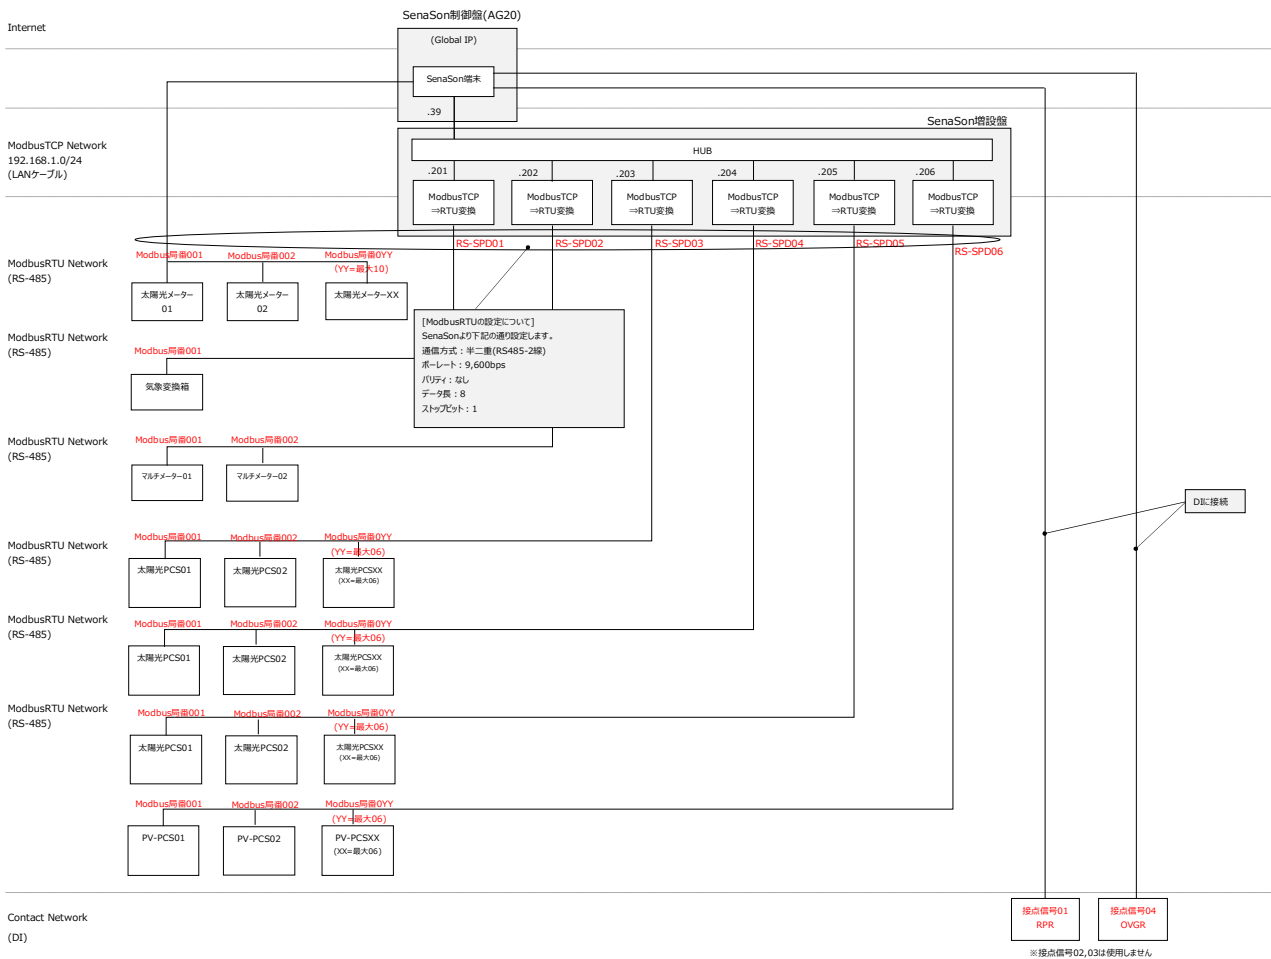 SenaSon制御盤(AG20)
Internet
(Global IP)
SenaSon端末
.39
SenaSon増設盤
ModbusTCP Network
192.168.1.0/24
(LANケーブル)
HUB
.201
.202
.203
.204
.205
.206
ModbusTCP
⇒RTU変換
ModbusTCP
⇒RTU変換
ModbusTCP
⇒RTU変換
ModbusTCP
⇒RTU変換
ModbusTCP
⇒RTU変換
ModbusTCP
⇒RTU変換
RS-SPD01
RS-SPD02
RS-SPD03
RS-SPD04
RS-SPD05
RS-SPD06
ModbusRTU Network
(RS-485)
Modbus局番001
Modbus局番002
Modbus局番0YY
(YY=最大10)
太陽光メーター
01
太陽光メーター
02
太陽光メーターXX
[ModbusRTUの設定について]
SenaSonより下記の通り設定します。
通信方式：半二重(RS485-2線)
ボーレート：9,600bps
パリティ：なし
データ長：8
ストップビット：1
ModbusRTU Network
(RS-485)
Modbus局番001
気象変換箱
ModbusRTU Network
(RS-485)
Modbus局番001
Modbus局番002
マルチメーター01
マルチメーター02
DIに接続
ModbusRTU Network
(RS-485)
Modbus局番001
Modbus局番002
Modbus局番0YY
(YY=最大06)
太陽光PCS01
太陽光PCS02
太陽光PCSXX
(XX=最大06)
ModbusRTU Network
(RS-485)
Modbus局番001
Modbus局番002
Modbus局番0YY
(YY=最大06)
太陽光PCS01
太陽光PCS02
太陽光PCSXX
(XX=最大06)
ModbusRTU Network
(RS-485)
Modbus局番001
Modbus局番002
Modbus局番0YY
(YY=最大06)
太陽光PCS01
太陽光PCS02
太陽光PCSXX
(XX=最大06)
Modbus局番001
Modbus局番002
Modbus局番0YY
(YY=最大06)
PV-PCS01
PV-PCS02
PV-PCSXX
(XX=最大06)
Contact Network
(DI)
接点信号01
RPR
接点信号04
OVGR
※接点信号02,03は使用しません